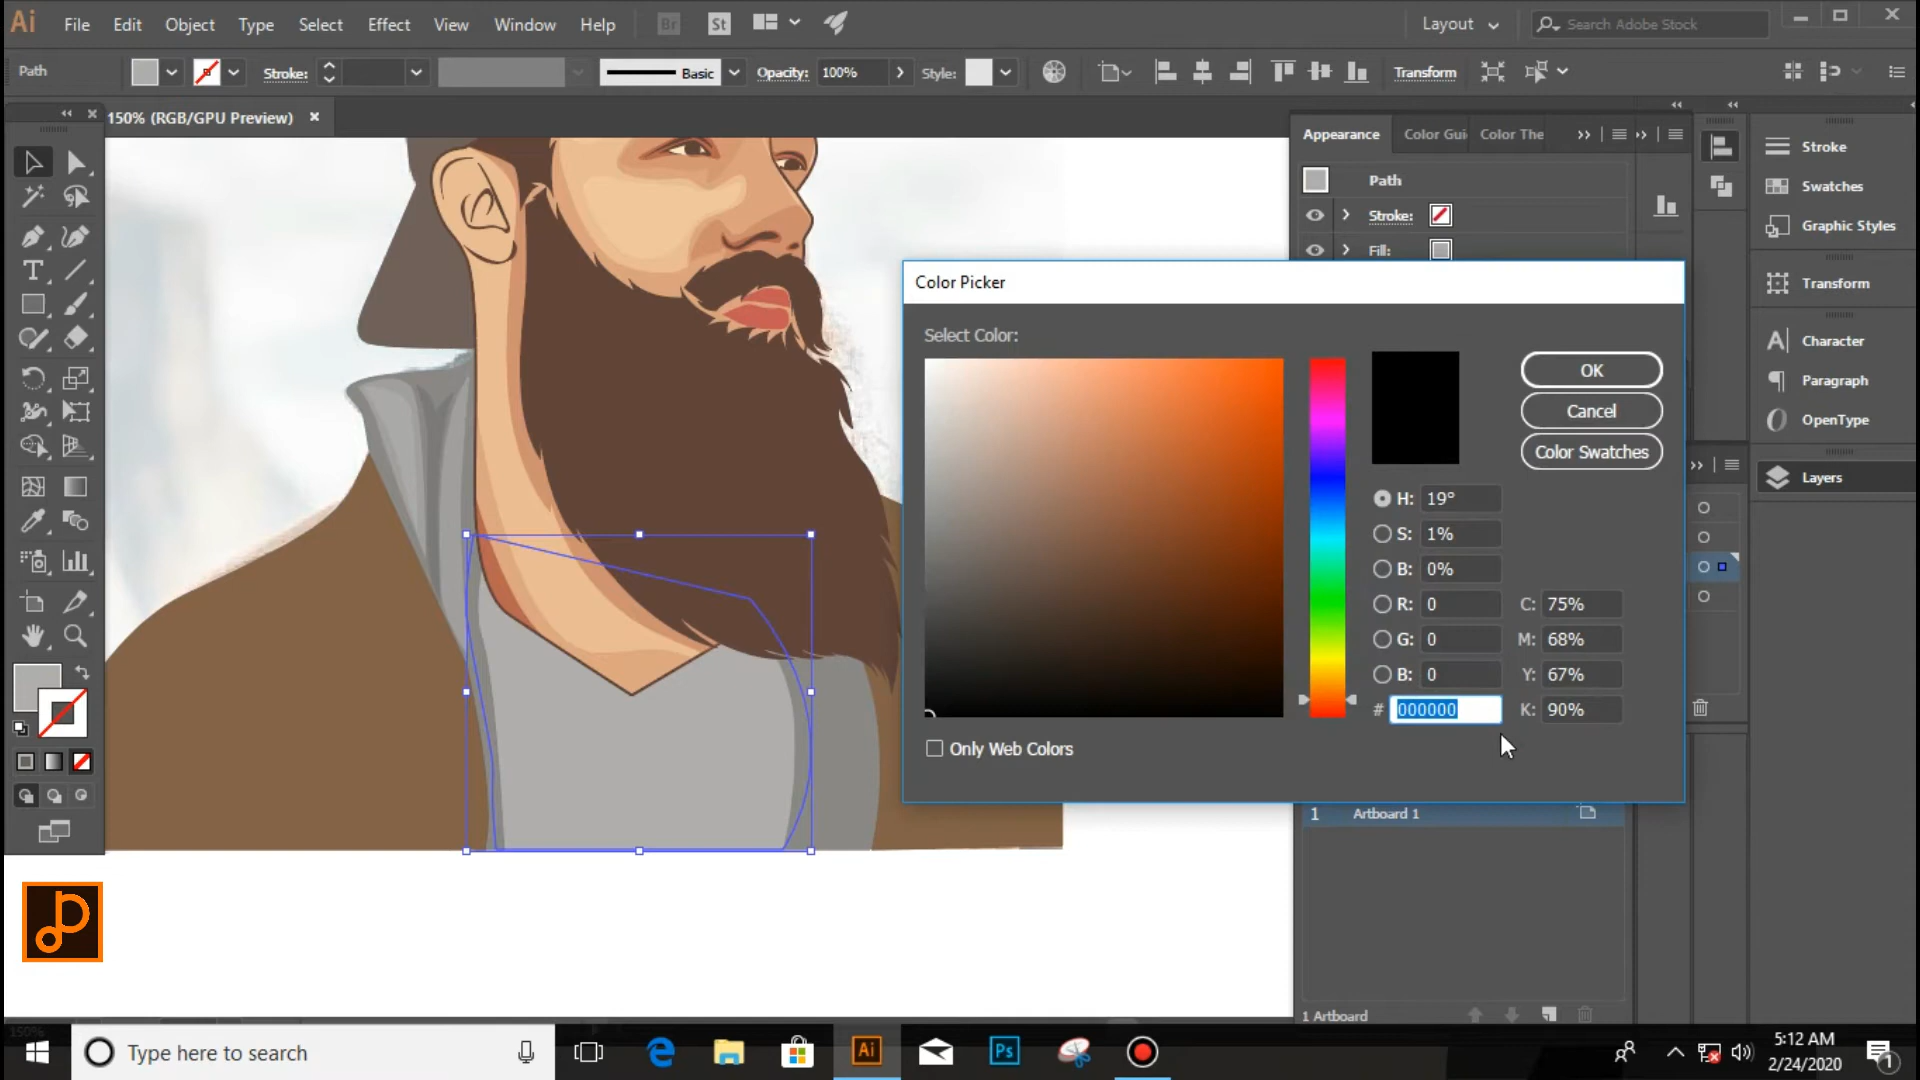 Ai File Edit Object Type Select Effect View Window Help Br St Layout Search Adobe Stock
Path Stroke: Basic Opacity: 100% Style: Transform
150% (RGB/GPU Preview) ×
Appearance Color Gui Color The
Path
Stroke:
Fill:
Stroke
Swatches
Graphic Styles
Transform
Character
Paragraph
OpenType
Layers
Color Picker
Select Color:
OK
Cancel
Color Swatches
H: 19°
S: 1%
B: 0%
R: 0 C: 75%
G: 0 M: 68%
B: 0 Y: 67%
# 000000 K: 90%
Only Web Colors
1 Artboard 1
1 Artboard
150%
Type here to search
Ai
Ps
5:12 AM
2/24/2020
1